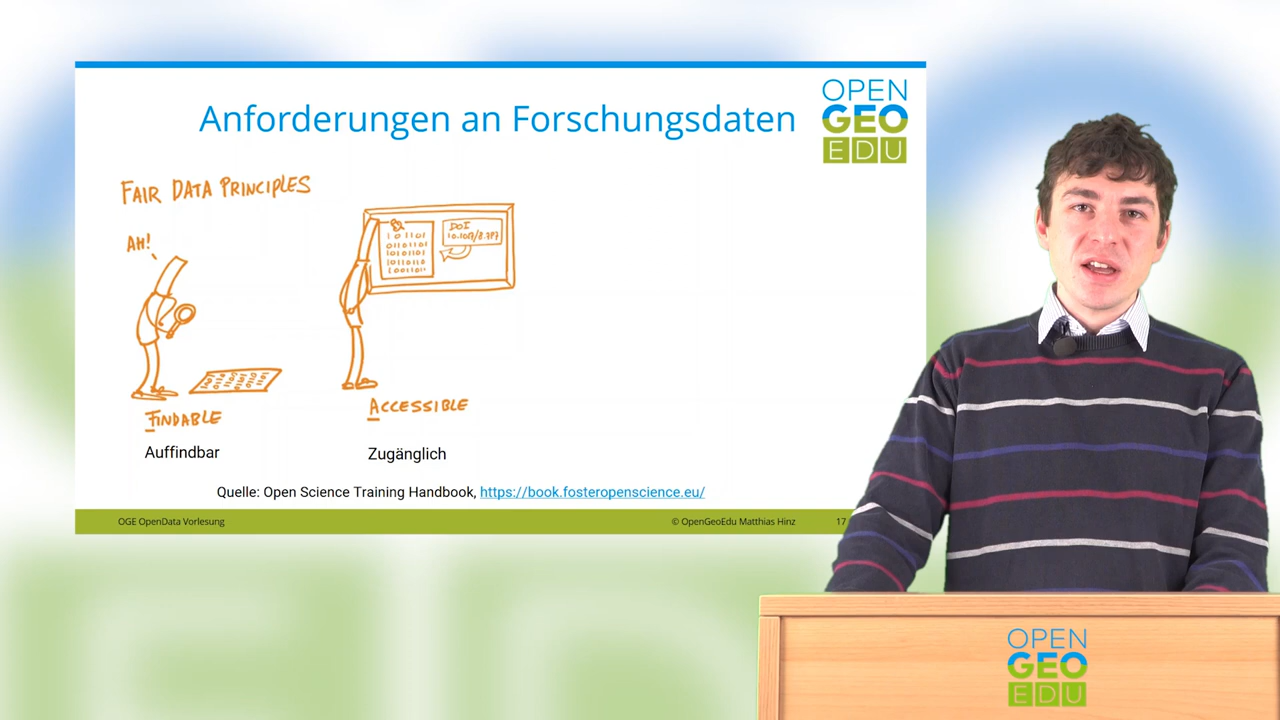 Anforderungen an Forschungsdaten
OPEN
GEO
EDU
FAIR DATA PRINCIPLES
AH!
DOI
FINDABLE
ACCESSIBLE
Auffindbar
Zugänglich
Quelle: Open Science Training Handbook, https://book.fosteropenscience.eu/
OGE OpenData Vorlesung
© OpenGeoEdu Matthias Hinz
17
OPEN
GEO
EDU